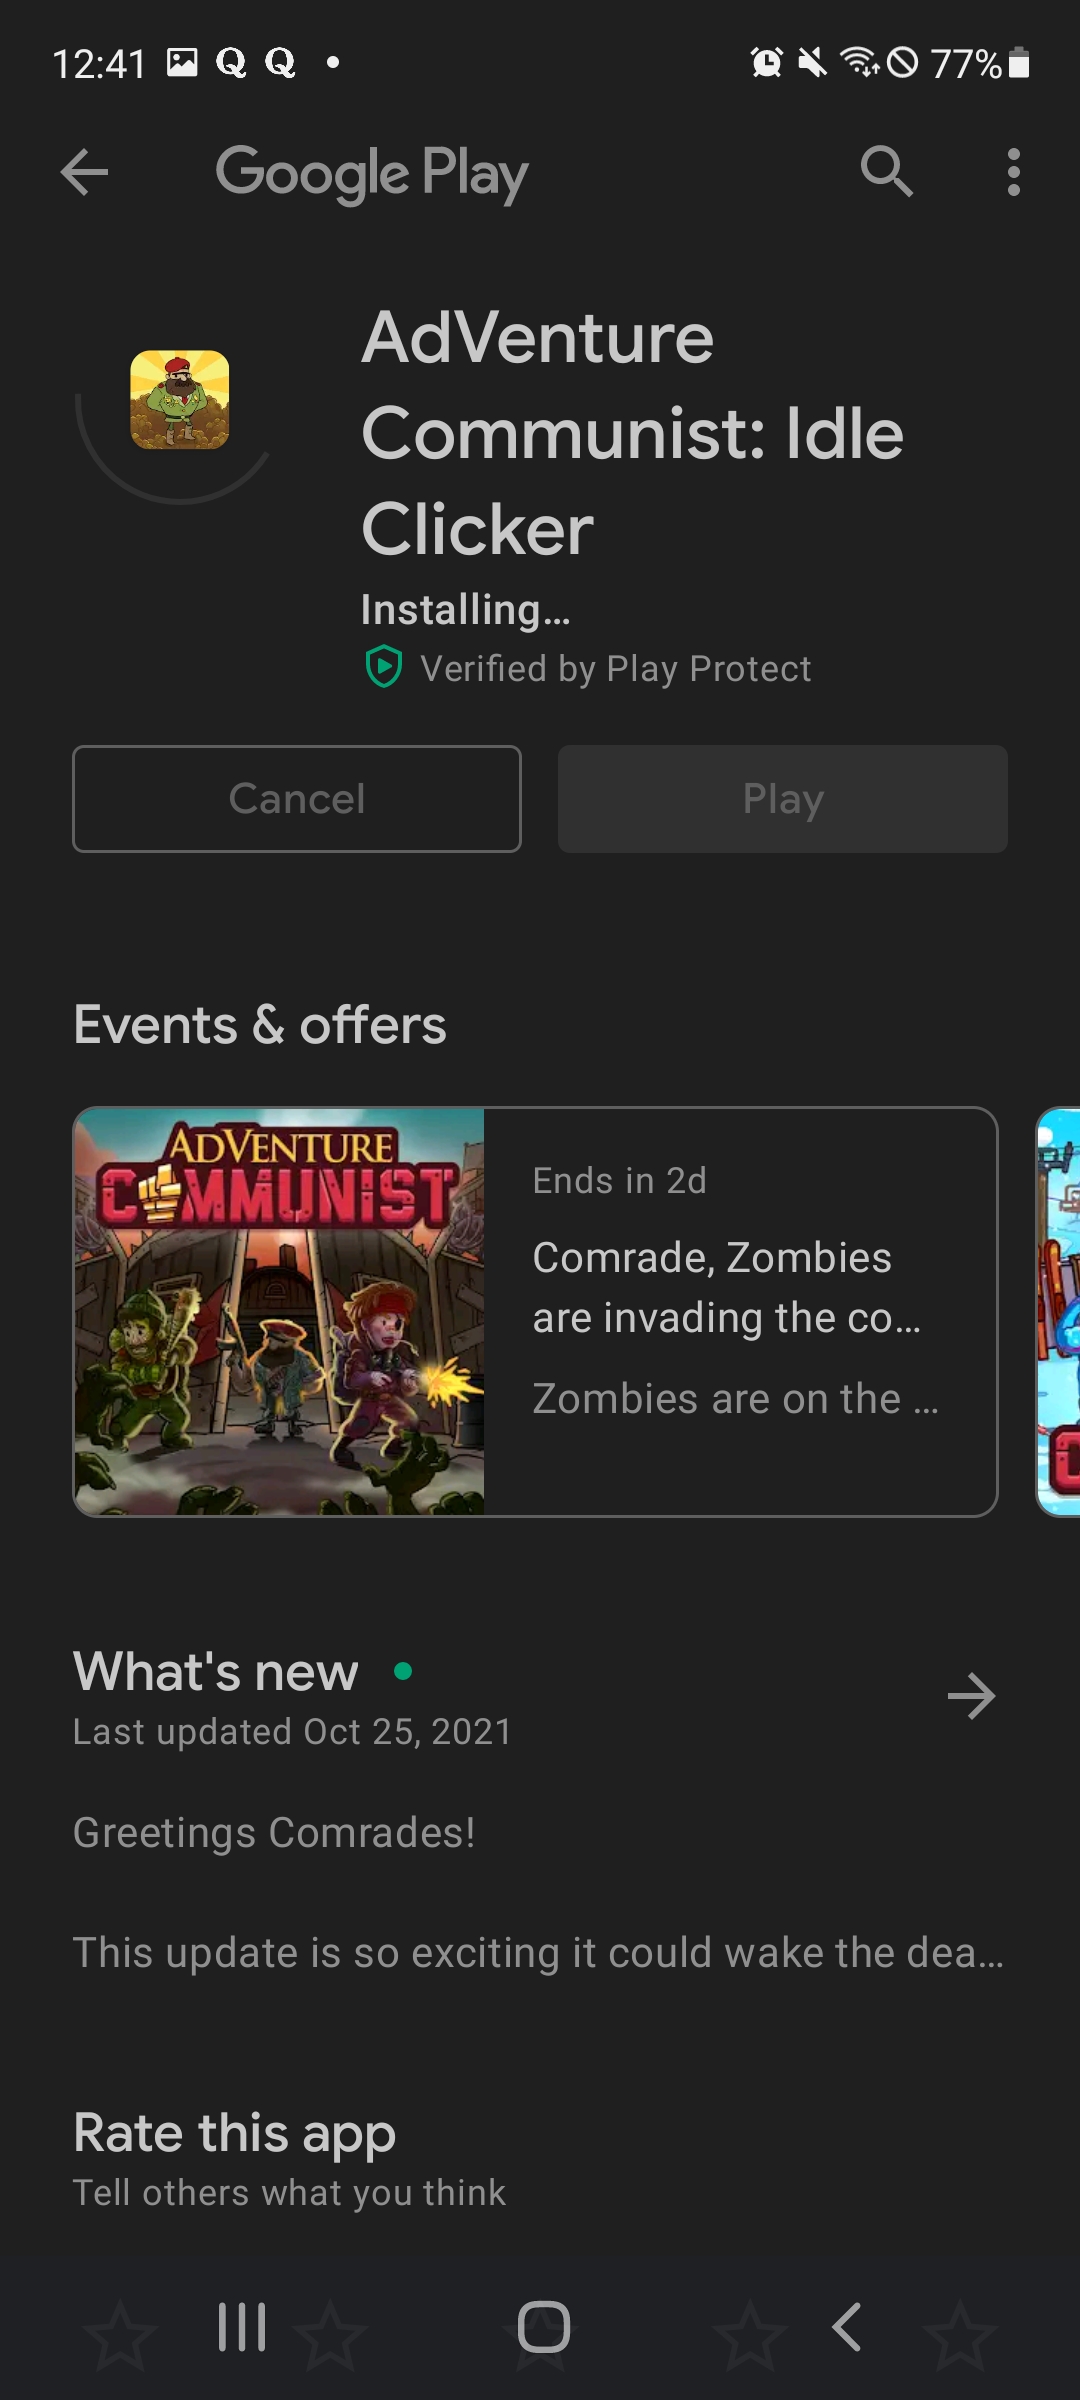 12:41
77%
Google Play
AdVenture
Communist: Idle
Clicker
Installing...
Verified by Play Protect
Cancel
Play
Events & offers
ADVENTURE
COMMUNIST
Ends in 2d
Comrade, Zombies
are invading the co...
Zombies are on the ...
What's new
Last updated Oct 25, 2021
Greetings Comrades!
This update is so exciting it could wake the dea...
Rate this app
Tell others what you think